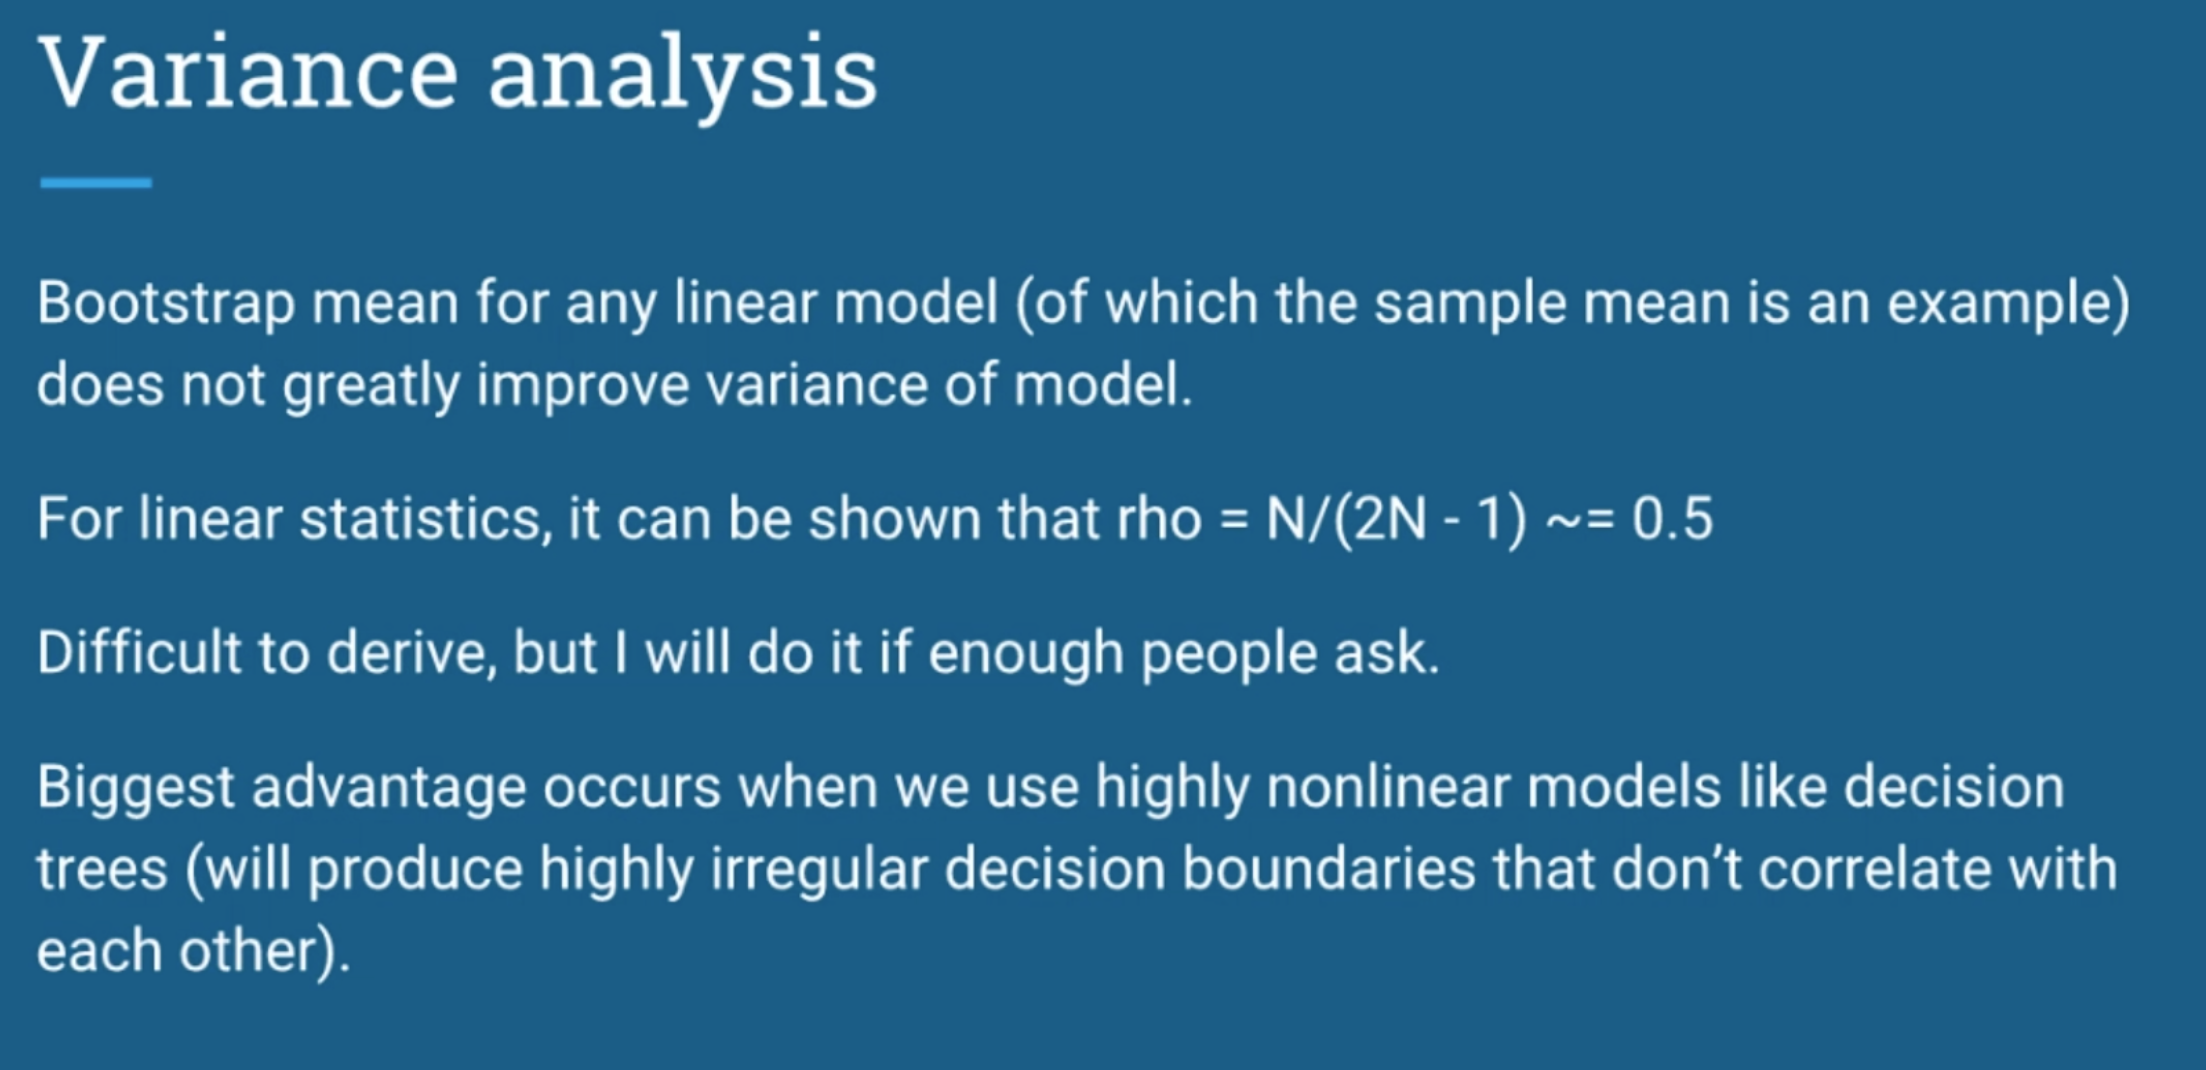 Variance analysis
Bootstrap mean for any linear model (of which the sample mean is an example)
does not greatly improve variance of model.
For linear statistics, it can be shown that rho = N/(2N - 1) ~= 0.5
Difficult to derive, but I will do it if enough people ask.
Biggest advantage occurs when we use highly nonlinear models like decision
trees (will produce highly irregular decision boundaries that don’t correlate with
each other).